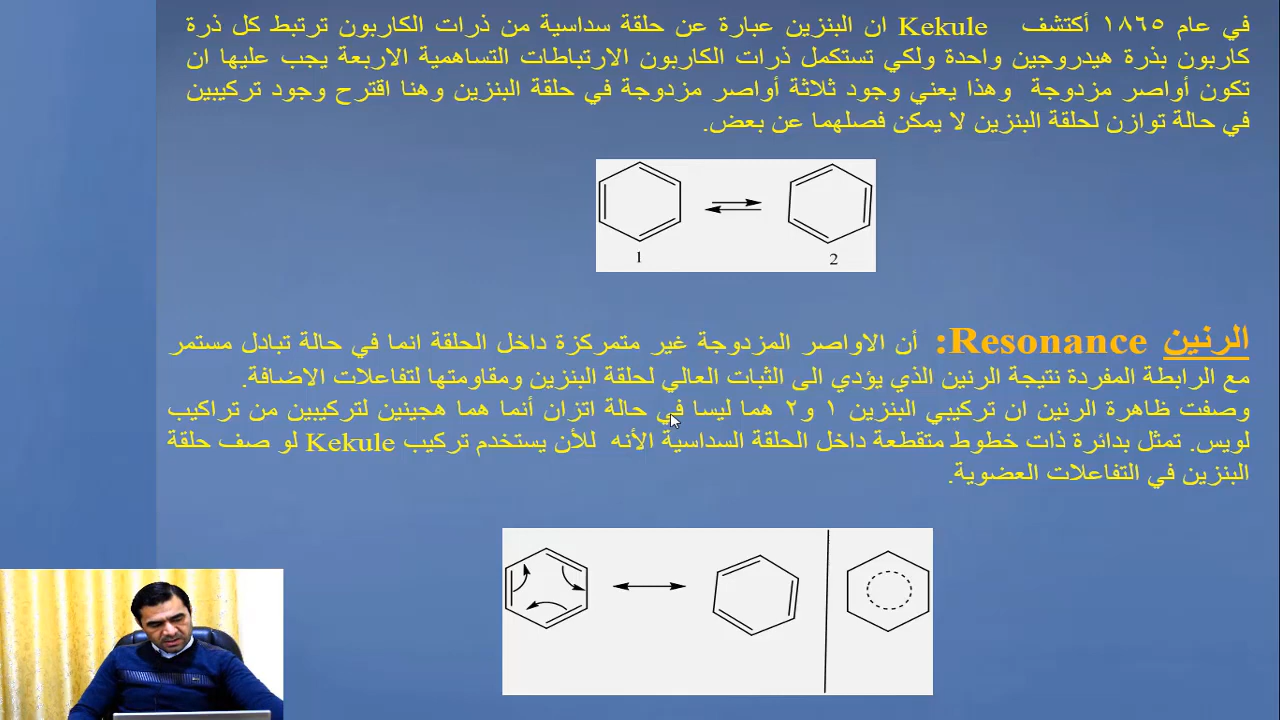 في عام ١٨٦٥ أكتشف Kekule ان البنزين عبارة عن حلقة سداسية من ذرات الكاربون ترتبط كل ذرة
كاربون بذرة هيدروجين واحدة ولكي تستكمل ذرات الكاربون الارتباطات التساهمية الاربعة يجب عليها ان
تكون أواصر مزدوجة وهذا يعني وجود ثلاثة أواصر مزدوجة في حلقة البنزين وهنا اقترح وجود تركيبين
في حالة توازن لحلقة البنزين لا يمكن فصلهما عن بعض.
1
2
الرنين Resonance: أن الاواصر المزدوجة غير متمركزة داخل الحلقة انما في حالة تبادل مستمر
مع الرابطة المفردة نتيجة الرنين الذي يؤدي الى الثبات العالي لحلقة البنزين ومقاومتها لتفاعلات الاضافة.
وصفت ظاهرة الرنين ان تركيبي البنزين ١ و٢ هما ليسا في حالة اتزان أنما هما هجينين لتركيبين من تراكيب
لويس. تمثل بدائرة ذات خطوط متقطعة داخل الحلقة السداسية الأنه للأن يستخدم تركيب Kekule لو صف حلقة
البنزين في التفاعلات العضوية.